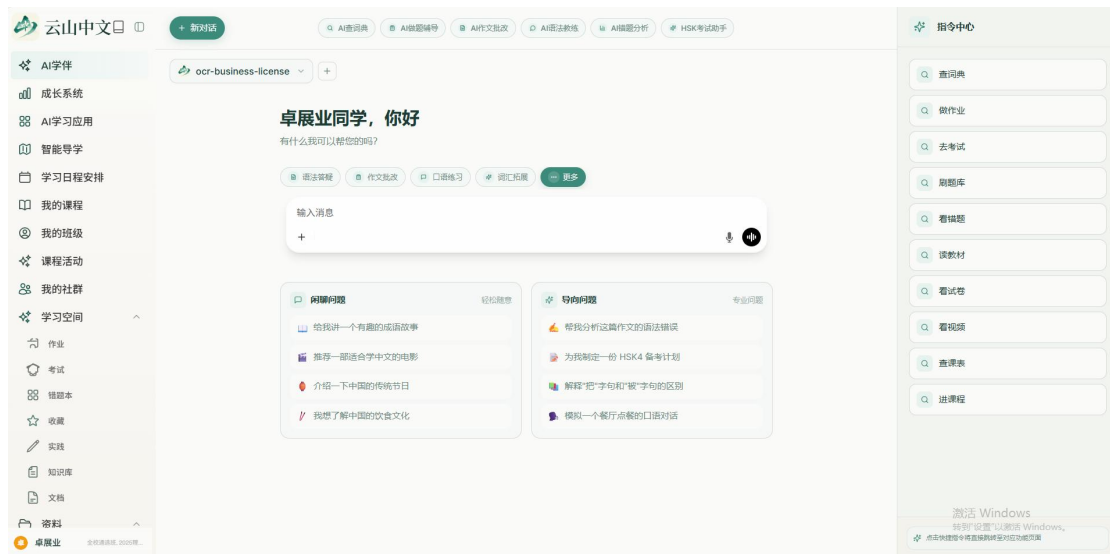 云山中文
+ 新对话
AI查词典
AI做题辅导
AI作文批改
AI语法教练
AI错题分析
HSK考试助手
指令中心
AI学伴
成长系统
AI学习应用
智能导学
学习日程安排
我的课程
我的班级
课程活动
我的社群
学习空间
作业
考试
错题本
收藏
实践
知识库
文档
资料
卓展业
ocr-business-license
+
卓展业同学，你好
有什么我可以帮您的吗?
语法答疑
作文批改
口语练习
词汇拓展
更多
输入消息
+
闲聊问题
轻松随意
给我讲一个有趣的成语故事
推荐一部适合学中文的电影
介绍一下中国的传统节日
我想了解中国的饮食文化
导向问题
专业问题
帮我分析这篇作文的语法错误
为我制定一份 HSK4 备考计划
解释"把"字句和"被"字句的区别
模拟一个餐厅点餐的口语对话
查词典
做作业
去考试
刷题库
看错题
读教材
看试卷
看视频
查课表
进课程
激活 Windows
转到"设置"以激活 Windows。
点击快捷指令将直接跳转至对应功能页面